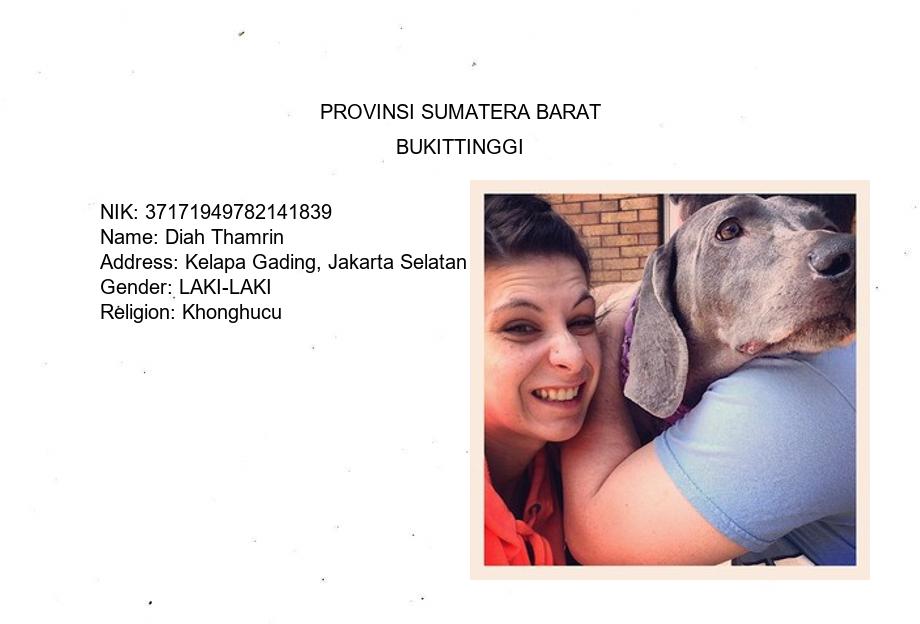 PROVINSI SUMATERA BARAT
BUKITTINGGI
NIK: 37171949782141839
Name: Diah Thamrin
Address: Kelapa Gading, Jakarta Selatan
Gender: LAKI-LAKI
Religion: Khonghucu